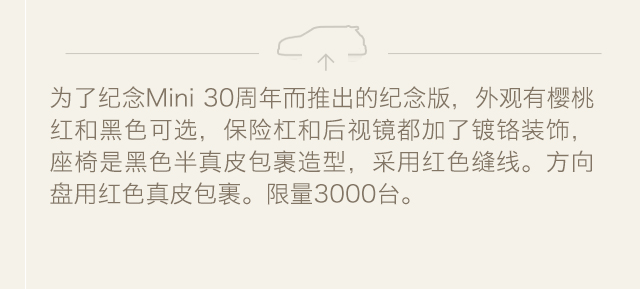 为了纪念Mini 30周年而推出的纪念版，外观有樱桃
红和黑色可选，保险杠和后视镜都加了镀铬装饰，
座椅是黑色半真皮包裹造型，采用红色缝线。方向
盘用红色真皮包裹。限量3000台。